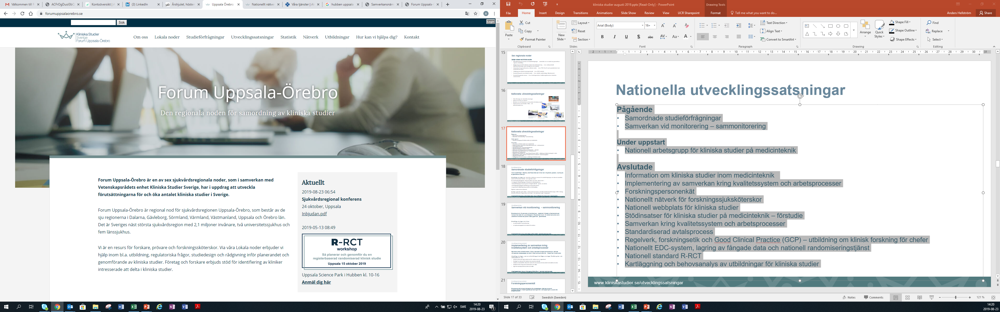 Välkommen till F
ACFrOgDuoI3bQ
Kontoöversikt | A
(3) LinkedIn
Årshjulet, hösten
Uppsala Örebro
Nationellt nätve
Våra tjänster | Al
hubben uppsala
Samverkansnäm
Forum Uppsala-
forumuppsalaorebro.se
Sök
Login
Kliniska Studier
Sverige
Forum Uppsala-Örebro
Om oss Lokala noder Studieförfrågningar Utvecklingssatsningar Statistik Nätverk Utbildningar Hur kan vi hjälpa dig? Kontakt
Forum Uppsala-Örebro
Den regionala noden för samordning av kliniska studier
Forum Uppsala-Örebro är en av sex sjukvårdsregionala noder, som i samverkan med
Vetenskapsrådets enhet Kliniska Studier Sverige, har i uppdrag att utveckla
förutsättningarna för och öka antalet kliniska studier i Sverige.
Forum Uppsala-Örebro är regional nod för sjukvårdsregionen Uppsala-Örebro, som består av de
sju regionerna i Dalarna, Gävleborg, Sörmland, Värmland, Västmanland, Uppsala och Örebro län.
Det är Sveriges näst största sjukvårdsregion med 2,1 miljoner invånare, två universitetssjukhus och
fem länssjukhus.
Vi är en resurs för forskare, prövare och forskningssköterskor. Via våra Lokala noder erbjuder vi
hjälp inom bl.a. utbildning, regulatoriska frågor, studiedesign och rådgivning inför planerandet och
genomförande av kliniska studier. Företag och forskare erbjuds stöd för identifiering av kliniker
intresserade att delta i kliniska studier.
Aktuellt
2019-08-23 06:54
Sjukvårdsregional konferens
24 oktober, Uppsala
Inbjudan.pdf
2019-05-13 08:49
R-RCT
workshop
Så planerar och genomför du en
registerbaserad randomiserad klinisk studie
Uppsala 15 oktober 2019
Uppsala Science Park i Hubben kl. 10-16
Anmäl dig här
SWE
14:20
2019-08-23
kliniska studier augusti 2019.pptx [Read-Only] - PowerPoint
Drawing Tools
File Home Insert Design Transitions Animations Slide Show Review View UCR Sharepoint Format Tell me what you want to do...
Anders Hellström Share
Paste
Cut
Copy
Format Painter
Clipboard
New
Slide
Layout
Reset
Section
Slides
Arial (Body) 16+
Font
Text Direction
Align Text
Convert to SmartArt
Paragraph
Arrange
Quick
Styles
Shape Fill
Shape Outline
Shape Effects
Drawing
Find
Replace
Select
Editing
15
Sex regionala noder
16
Nationella utvecklingssatsningar
17
Nationella utvecklingssatsningar
18
Samordnade studieförfrågningar
19
Samverkan vid monitorering – sammonitorering
20
Implementering av samverkan kring
kvalitetssystem och arbetsprocesser
21
Forskningspersonenkät
Nationella utvecklingssatsningar
Pågående
• Samordnade studieförfrågningar
• Samverkan vid monitorering – sammonitorering
Under uppstart
• Nationell arbetsgrupp för kliniska studier på medicinteknik
Avslutade
• Information om kliniska studier inom medicinteknik
• Implementering av samverkan kring kvalitetssystem och arbetsprocesser
• Forskningspersonenkät
• Nationellt nätverk för forskningssjuksköterskor
• Nationell webbplats för kliniska studier
• Stödinsatser för kliniska studier på medicinteknik – förstudie
• Samverkan kring kvalitetssystem och arbetsprocesser
• Standardiserad avtalsprocess
• Regelverk, forskningsetik och Good Clinical Practice (GCP) – utbildning om klinisk forskning för chefer
• Nationellt EDC-system, lagring av fångade data och nationell randomiseringstjänst
• Nationell standard R-RCT
• Kartläggning och behovsanalys av utbildningar för kliniska studier
www.kliniskastudier.se/utvecklingssatsningar
Slide 17 of 33 Swedish (Sweden) Notes Comments 121 %
14:20
2019-08-23